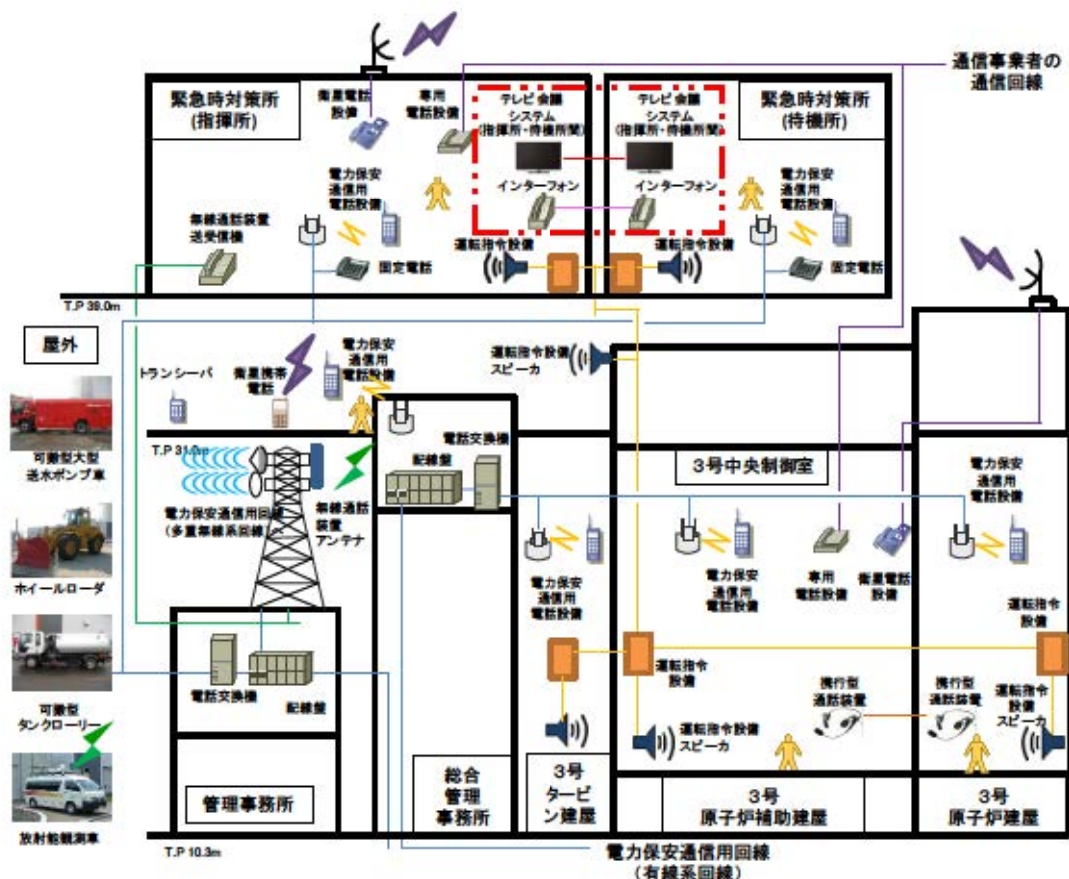 通信事業者の
通信回線
緊急時対策所
(指揮所)
衛星電話
設備
専用
電話設備
テレビ会議
システム
(指揮所・待機所間)
テレビ会議
システム
(指揮所・待機所間)
緊急時対策所
(待機所)
インターフォン
インターフォン
電力保安
通信用
電話設備
電力保安
通信用
電話設備
無線通話装置
送受信機
固定電話
運転指令設備
運転指令設備
固定電話
T.P 39.0m
屋外
トランシーバ
衛星携帯
電話
電力保安
通信用
電話設備
運転指令設備
スピーカ
可搬型大型
送水ポンプ車
T.P 31.0m
電力保安通信用回線
(多重無線系回線)
無線通話
装置
アンテナ
電話交換機
配線盤
3号中央制御室
電力保安
通信用
電話設備
ホイールローダ
電力保安
通信用
電話設備
電力保安
通信用
電話設備
専用
電話設備
衛星電話
設備
運転指令
設備
可搬型
タンクローリー
電話交換機
配線盤
運転指令
設備
携行型
通話装置
携行型
通話装置
運転指令
設備
スピーカ
運転指令設備
スピーカ
放射能観測車
管理事務所
総合
管理
事務所
3号
タービ
ン建屋
3号
原子炉補助建屋
3号
原子炉建屋
T.P 10.3m
電力保安通信用回線
(有線系回線)